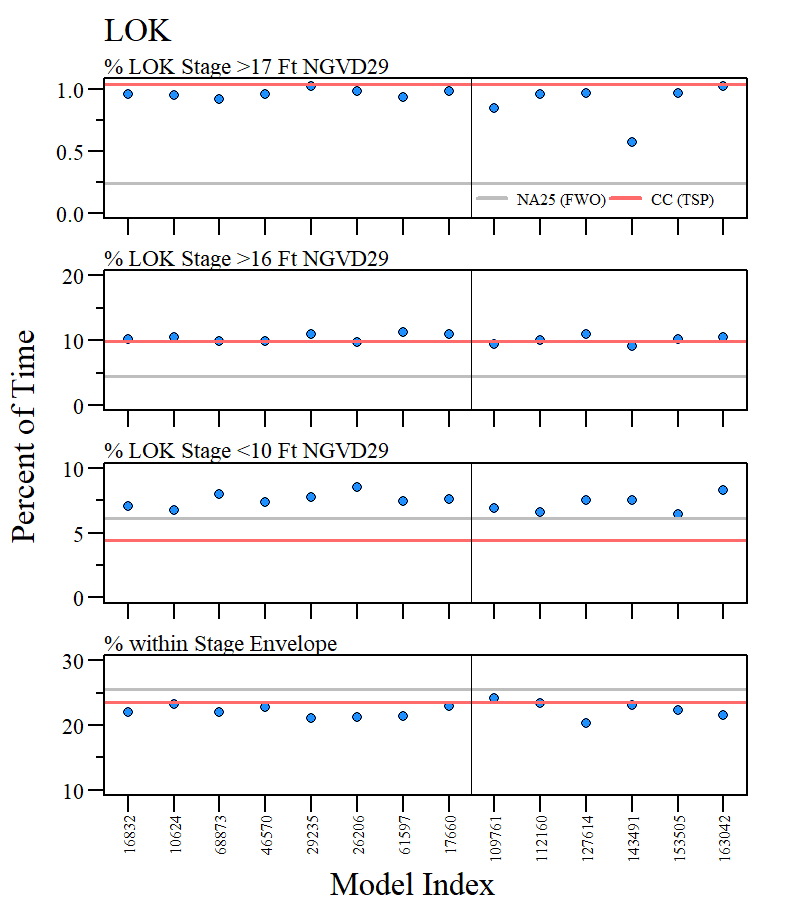 LOK
% LOK Stage >17 Ft NGVD29
1.0
0.5
0.0
NA25 (FWO) CC (TSP)
% LOK Stage >16 Ft NGVD29
20
10
0
% LOK Stage <10 Ft NGVD29
10
5
0
% within Stage Envelope
30
20
10
Percent of Time
16832 10624 68873 46570 29235 26206 61597 17660 109761 112160 127614 143491 153505 163042
Model Index